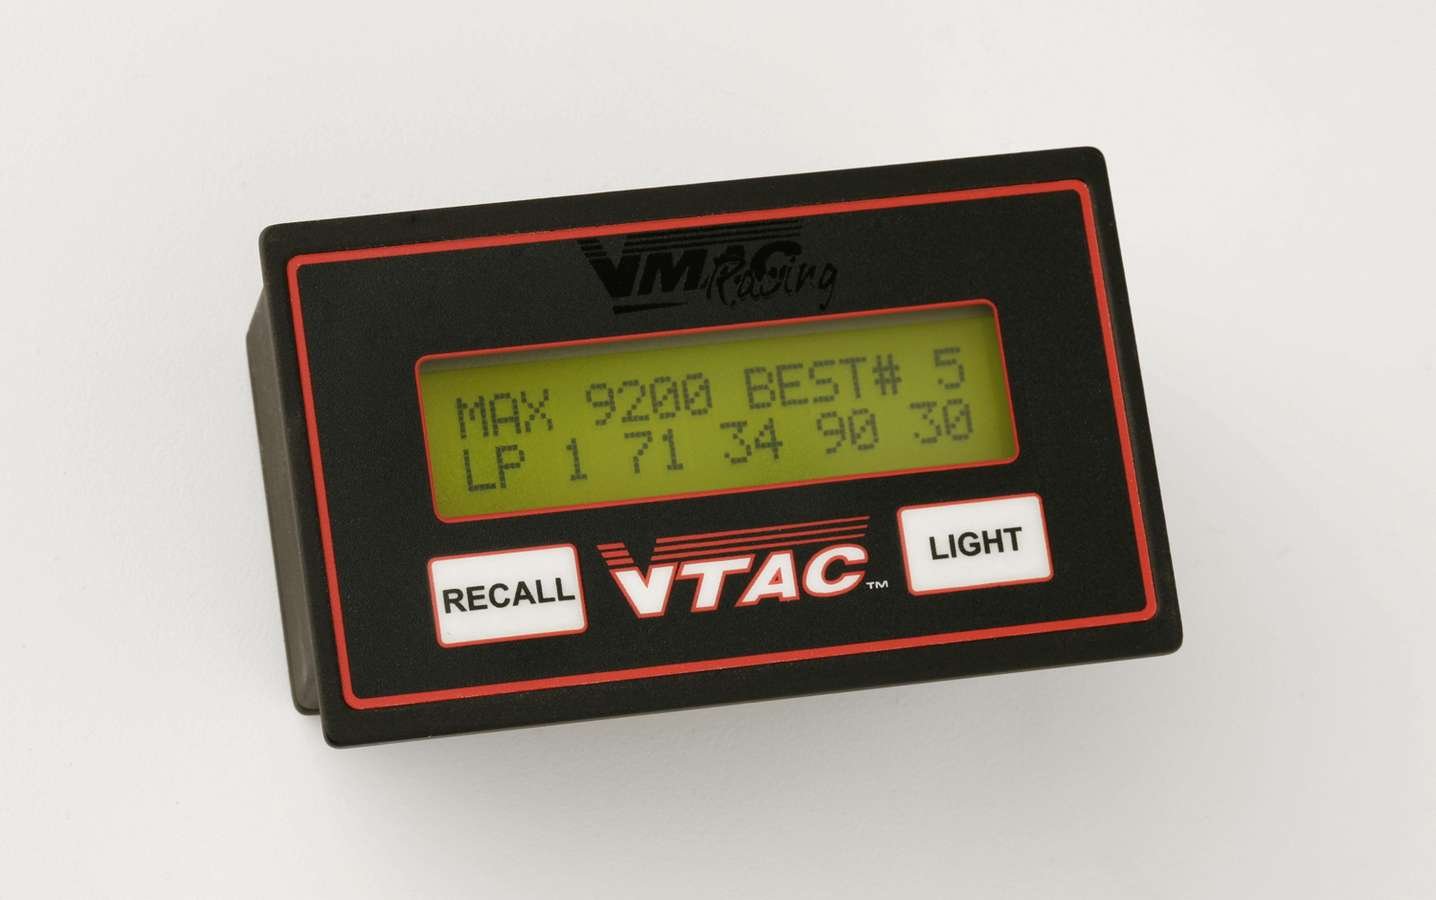 VMAC Racing
MAX 9200 BEST# 5
LP 1 71 34 90 30
RECALL
VTAC™
LIGHT